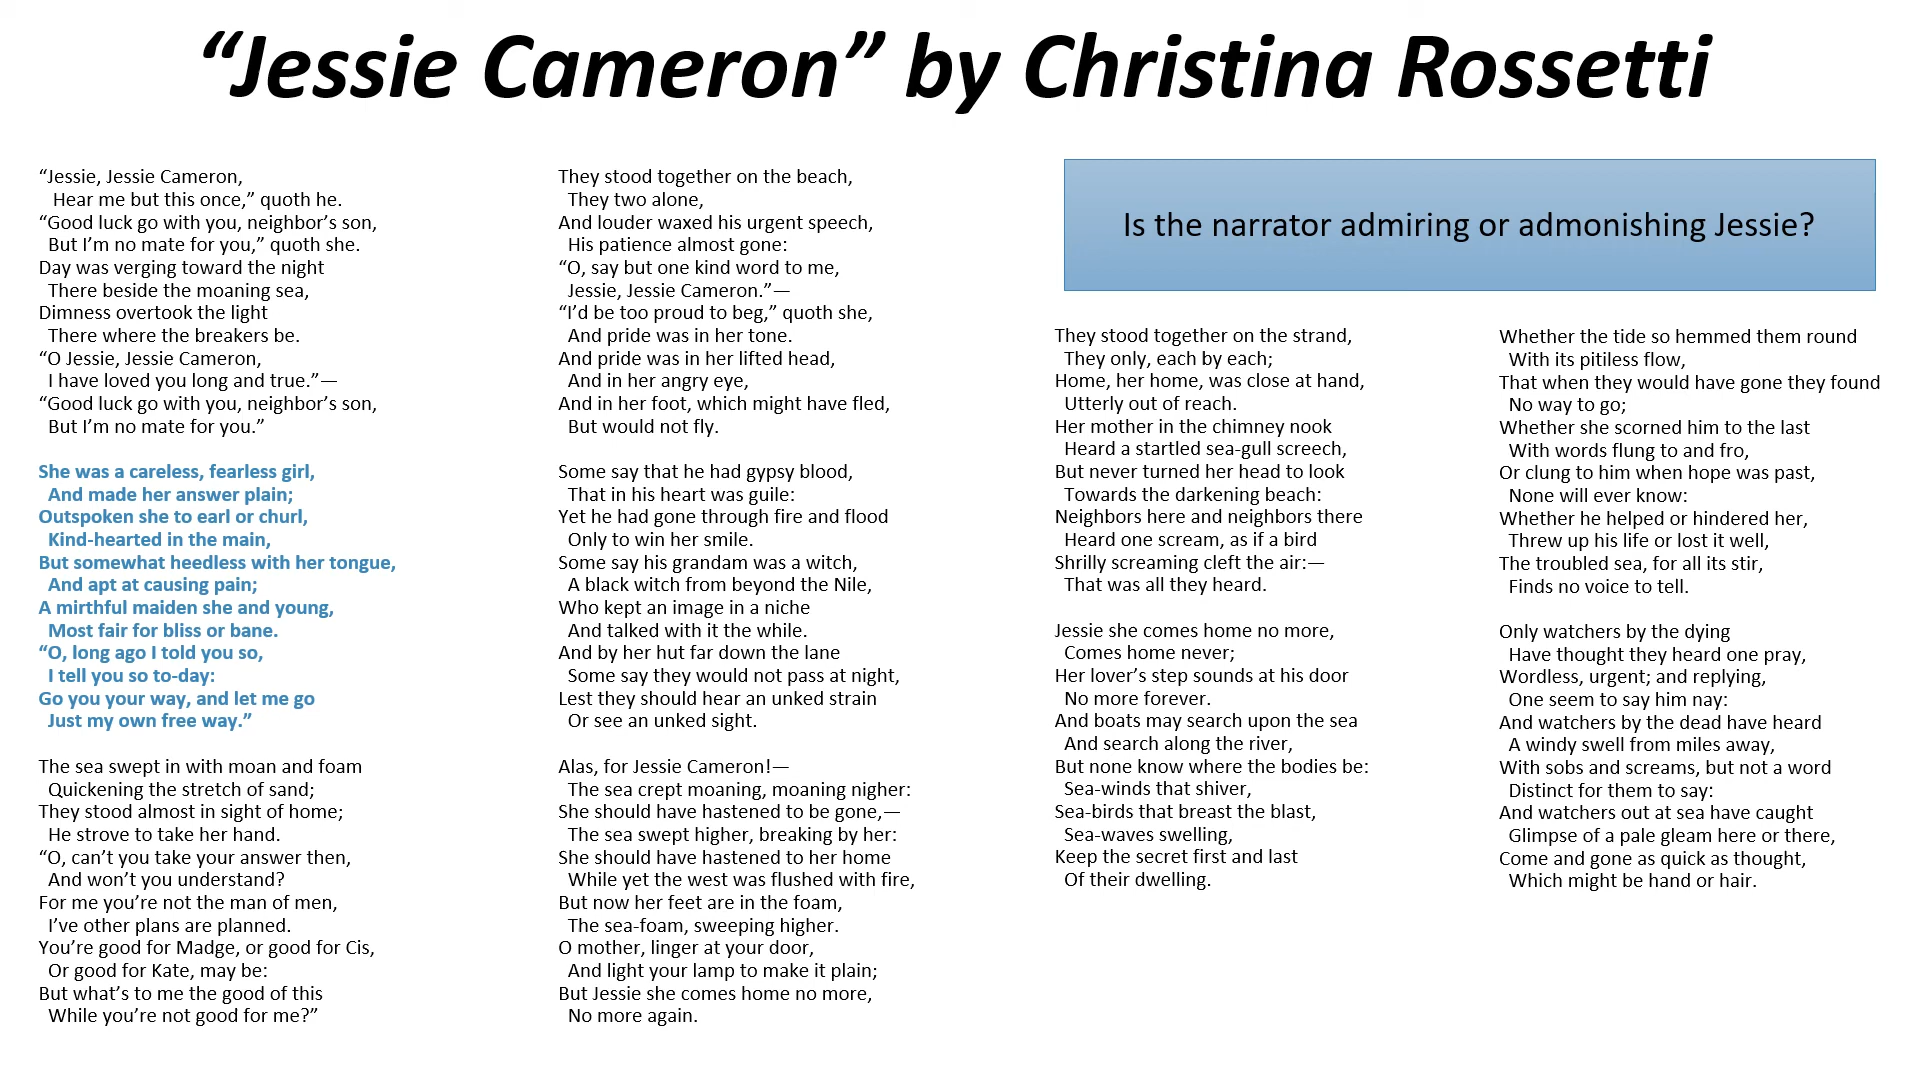 “Jessie Cameron” by Christina Rossetti
“Jessie, Jessie Cameron,
Hear me but this once,” quoth he.
“Good luck go with you, neighbor’s son,
But I’m no mate for you,” quoth she.
Day was verging toward the night
There beside the moaning sea,
Dimness overtook the light
There where the breakers be.
“O Jessie, Jessie Cameron,
I have loved you long and true.”—
“Good luck go with you, neighbor’s son,
But I’m no mate for you.”
She was a careless, fearless girl,
And made her answer plain;
Outspoken she to earl or churl,
Kind-hearted in the main,
But somewhat heedless with her tongue,
And apt at causing pain;
A mirthful maiden she and young,
Most fair for bliss or bane.
“O, long ago I told you so,
I tell you so to-day:
Go you your way, and let me go
Just my own free way.”
The sea swept in with moan and foam
Quickening the stretch of sand;
They stood almost in sight of home;
He strove to take her hand.
“O, can’t you take your answer then,
And won’t you understand?
For me you’re not the man of men,
I’ve other plans are planned.
You’re good for Madge, or good for Cis,
Or good for Kate, may be:
But what’s to me the good of this
While you’re not good for me?”
They stood together on the beach,
They two alone,
And louder waxed his urgent speech,
His patience almost gone:
“O, say but one kind word to me,
Jessie, Jessie Cameron.”—
“I’d be too proud to beg,” quoth she,
And pride was in her tone.
And pride was in her lifted head,
And in her angry eye,
And in her foot, which might have fled,
But would not fly.
Some say that he had gypsy blood,
That in his heart was guile:
Yet he had gone through fire and flood
Only to win her smile.
Some say his grandam was a witch,
A black witch from beyond the Nile,
Who kept an image in a niche
And talked with it the while.
And by her hut far down the lane
Some say they would not pass at night,
Lest they should hear an unked strain
Or see an unked sight.
Alas, for Jessie Cameron!—
The sea crept moaning, moaning nigher:
She should have hastened to be gone,—
The sea swept higher, breaking by her:
She should have hastened to her home
While yet the west was flushed with fire,
But now her feet are in the foam,
The sea-foam, sweeping higher.
O mother, linger at your door,
And light your lamp to make it plain;
But Jessie she comes home no more,
No more again.
Is the narrator admiring or admonishing Jessie?
They stood together on the strand,
They only, each by each;
Home, her home, was close at hand,
Utterly out of reach.
Her mother in the chimney nook
Heard a startled sea-gull screech,
But never turned her head to look
Towards the darkening beach:
Neighbors here and neighbors there
Heard one scream, as if a bird
Shrilly screaming cleft the air:—
That was all they heard.
Jessie she comes home no more,
Comes home never;
Her lover’s step sounds at his door
No more forever.
And boats may search upon the sea
And search along the river,
But none know where the bodies be:
Sea-winds that shiver,
Sea-birds that breast the blast,
Sea-waves swelling,
Keep the secret first and last
Of their dwelling.
Whether the tide so hemmed them round
With its pitiless flow,
That when they would have gone they found
No way to go;
Whether she scorned him to the last
With words flung to and fro,
Or clung to him when hope was past,
None will ever know:
Whether he helped or hindered her,
Threw up his life or lost it well,
The troubled sea, for all its stir,
Finds no voice to tell.
Only watchers by the dying
Have thought they heard one pray,
Wordless, urgent; and replying,
One seem to say him nay:
And watchers by the dead have heard
A windy swell from miles away,
With sobs and screams, but not a word
Distinct for them to say:
And watchers out at sea have caught
Glimpse of a pale gleam here or there,
Come and gone as quick as thought,
Which might be hand or hair.